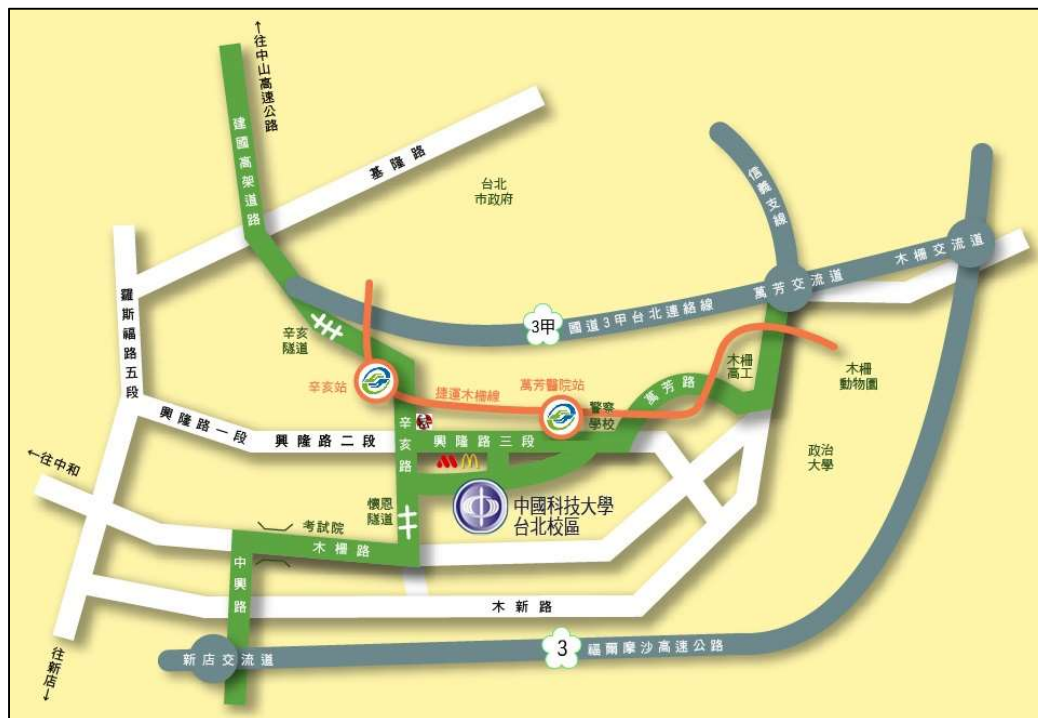 ←往中山高速公路
建國高架道路
基隆路
台北
市政府
信義支線
木柵交流道
萬芳交流道
國道3甲台北連絡線
3甲
羅斯福路五段
辛亥
隧道
辛亥站
捷運木柵線
萬芳醫院站
萬芳路
木柵
高工
木柵
動物園
警察
學校
興隆路一段
興隆路二段
辛亥路
興隆路三段
政治
大學
←往中和
懷恩
隧道
中國科技大學
台北校區
考試院
木柵路
中興路
木新路
新店交流道
3
福爾摩沙高速公路
往新店→